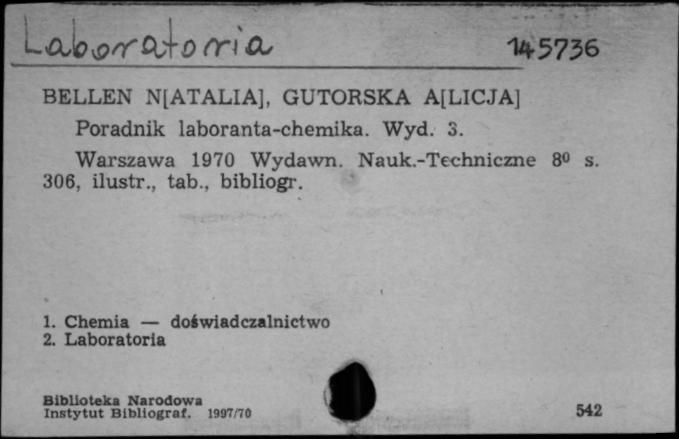 Laboratoria 145736
BELLEN N[ATALIA], GUTORSKA A[LICJA]
Poradnik laboranta-chemika. Wyd. 3.
Warszawa 1970 Wydawn. Nauk.-Techniczne 8⁰ s.
306, ilustr., tab., bibliogr.
1. Chemia — doświadczalnictwo
2. Laboratoria
Biblioteka Narodowa
Instytut Bibliograf. 1997/70 542